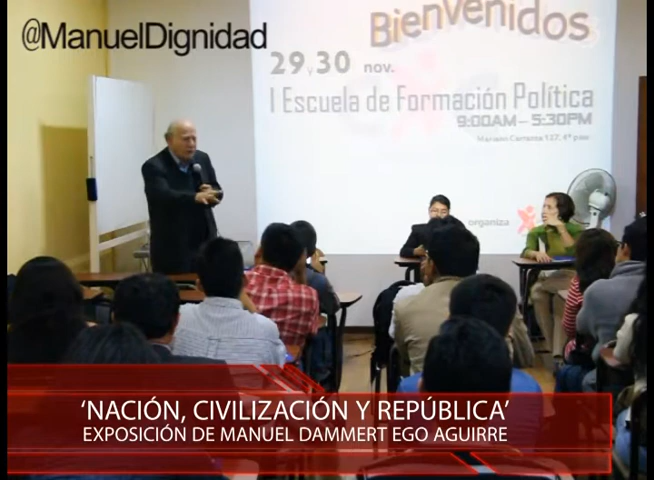 @ManuelDignidad
Bienvenidos
29 y 30 nov.
I Escuela de Formación Política
9:00AM– 5:30PM
Mariano Carranza 137, 4º piso
organiza
‘NACIÓN, CIVILIZACIÓN Y REPÚBLICA’
EXPOSICIÓN DE MANUEL DAMMERT EGO AGUIRRE